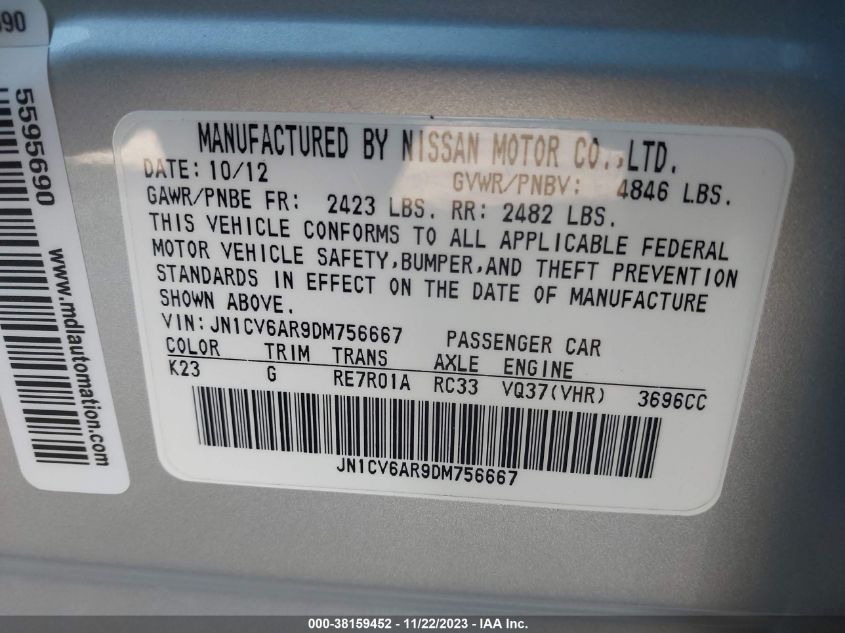 590
5595690
www.mdlautomation.com
MANUFACTURED BY NISSAN MOTOR CO.,LTD.
DATE: 10/12 GVWR/PNBV: 4846 LBS.
GAWR/PNBE FR: 2423 LBS. RR: 2482 LBS.
THIS VEHICLE CONFORMS TO ALL APPLICABLE FEDERAL
MOTOR VEHICLE SAFETY,BUMPER,AND THEFT PREVENTION
STANDARDS IN EFFECT ON THE DATE OF MANUFACTURE
SHOWN ABOVE.
VIN:JN1CV6AR9DM756667 PASSENGER CAR
COLOR TRIM TRANS AXLE ENGINE
K23 G RE7R01A RC33 VQ37(VHR) 3696CC
JN1CV6AR9DM756667
000-38159452 - 11/22/2023 - IAA Inc.